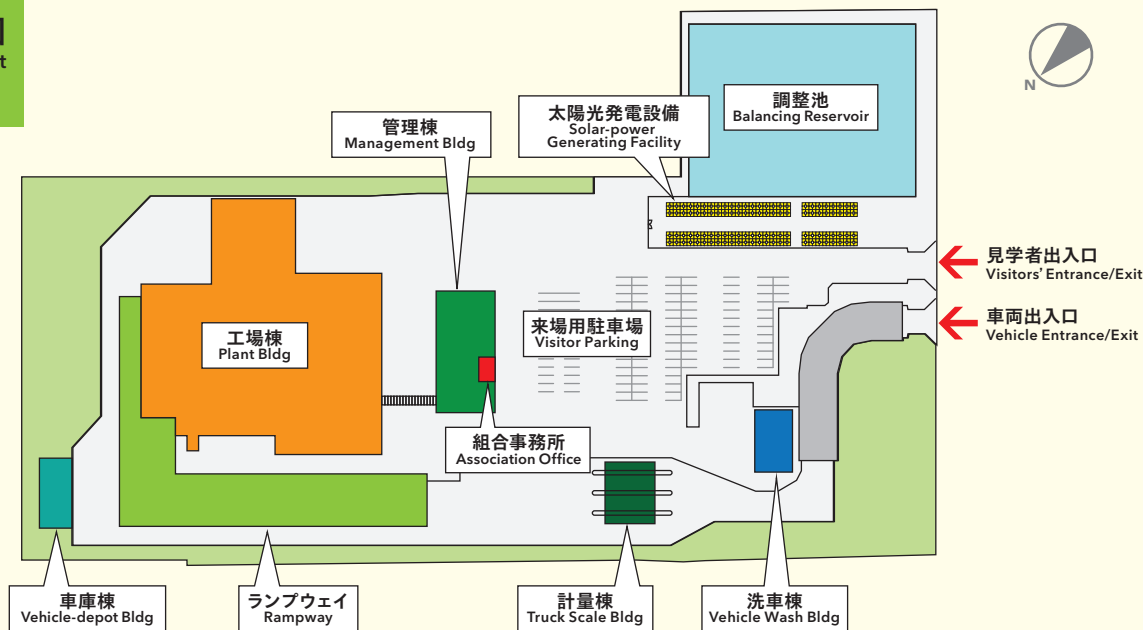 調整池
Balancing Reservoir
太陽光発電設備
Solar-power
Generating Facility
管理棟
Management Bldg
見学者出入口
Visitors' Entrance/Exit
車両出入口
Vehicle Entrance/Exit
来場用駐車場
Visitor Parking
工場棟
Plant Bldg
組合事務所
Association Office
車庫棟
Vehicle-depot Bldg
ランプウェイ
Rampway
計量棟
Truck Scale Bldg
洗車棟
Vehicle Wash Bldg
N